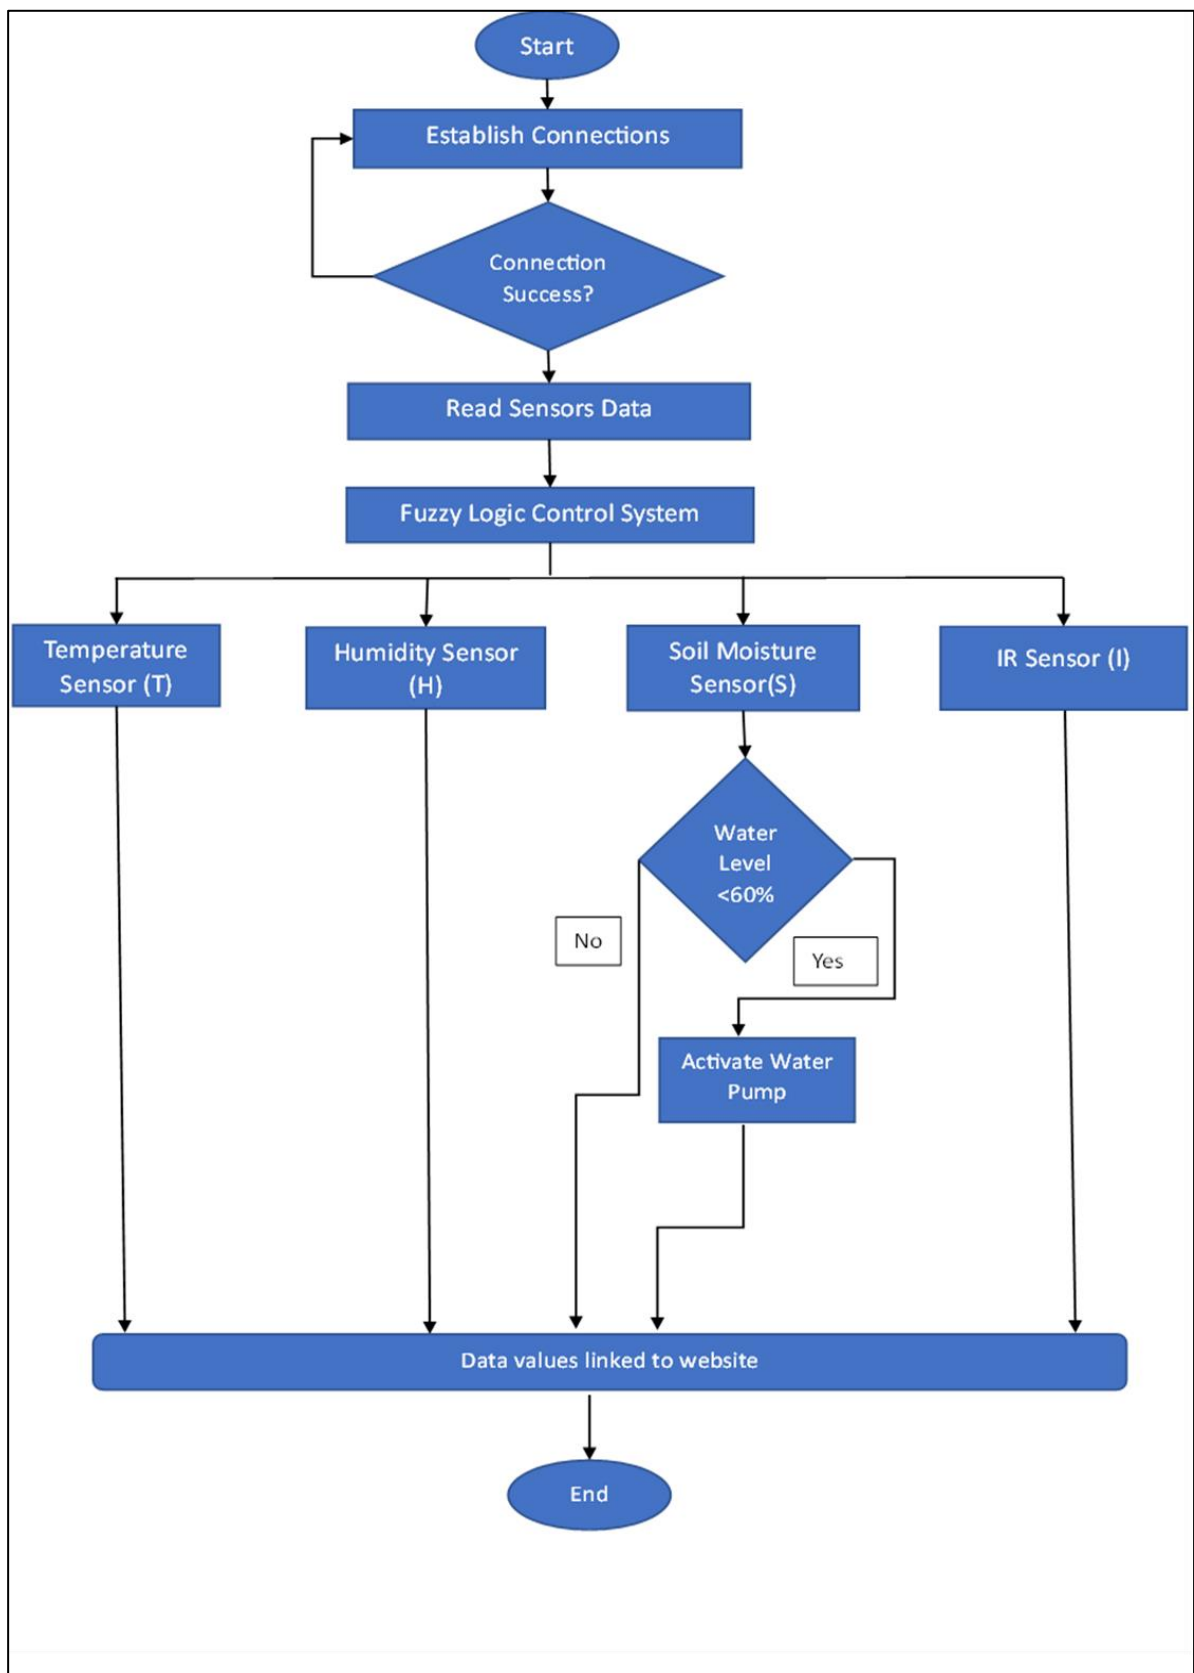 Start
Establish Connections
Connection
Success?
Read Sensors Data
Fuzzy Logic Control System
Temperature
Sensor (T)
Humidity Sensor
(H)
Soil Moisture
Sensor(S)
IR Sensor (I)
Water
Level
<60%
No
Yes
Activate Water
Pump
Data values linked to website
End